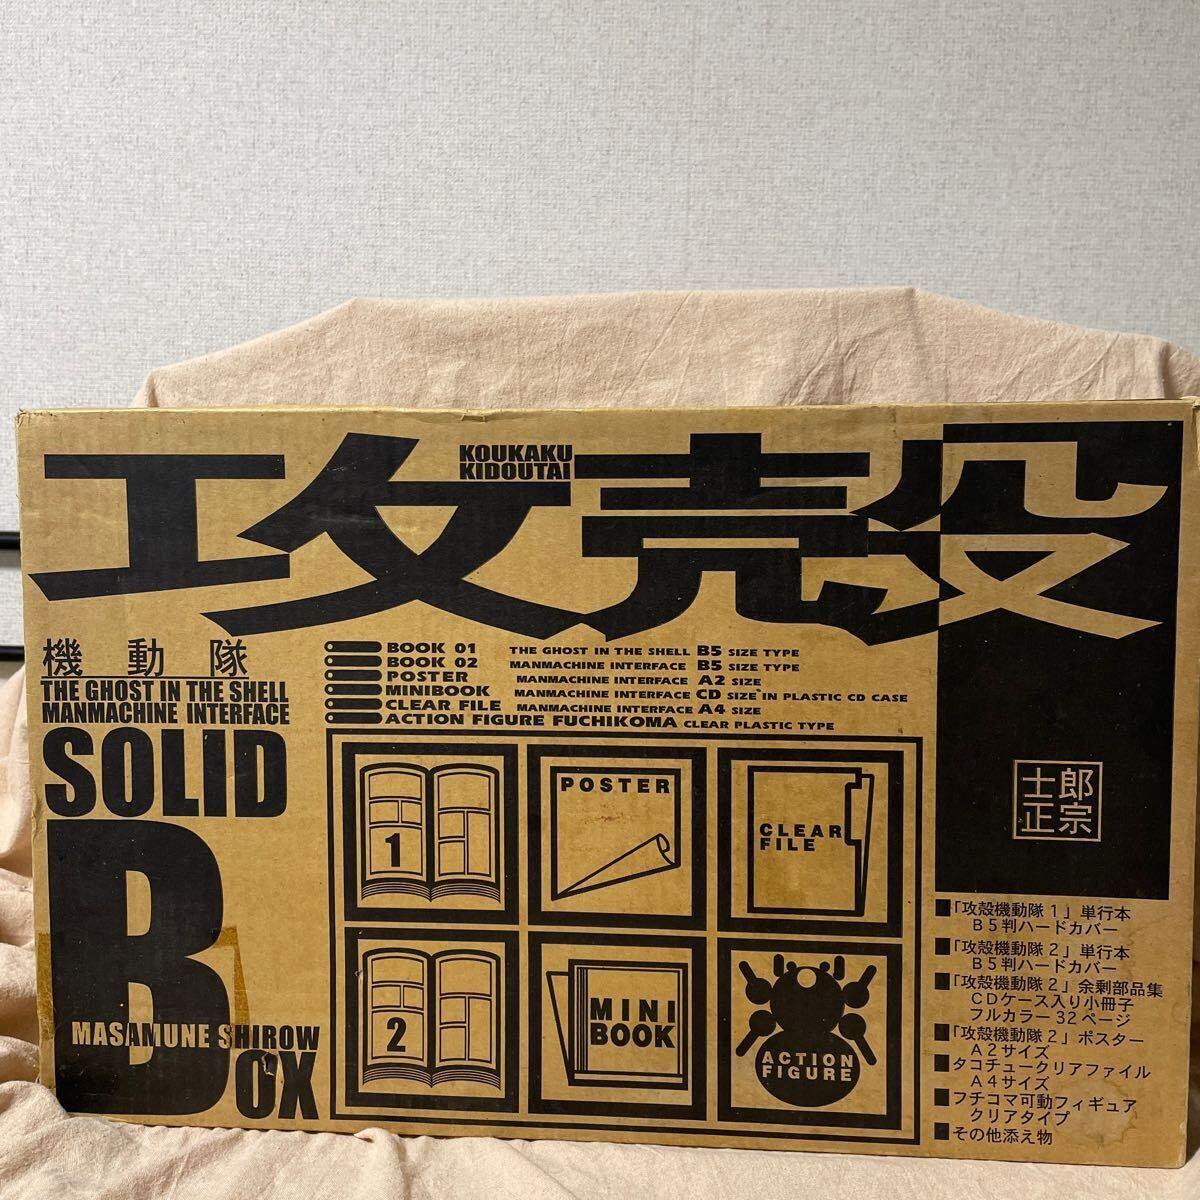 攻殻
KOUKAKU
KIDOUTAI
機動隊
THE GHOST IN THE SHELL
MANMACHINE INTERFACE
SOLID
BOX
MASAMUNE SHIROW
BOOK 01 THE GHOST IN THE SHELL B5 SIZE TYPE
BOOK 02 MANMACHINE INTERFACE B5 SIZE TYPE
POSTER MANMACHINE INTERFACE A2 SIZE
MINIBOOK MANMACHINE INTERFACE CD SIZE IN PLASTIC CD CASE
CLEAR FILE MANMACHINE INTERFACE A4 SIZE
ACTION FIGURE FUCHIKOMA CLEAR PLASTIC TYPE
1
POSTER
CLEAR
FILE
2
MINI
BOOK
ACTION
FIGURE
士郎
正宗
■「攻殻機動隊1」単行本
B5判ハードカバー
■「攻殻機動隊2」単行本
B5判ハードカバー
■「攻殻機動隊2」余剰部品集
CDケース入り小冊子
フルカラー32ページ
■「攻殻機動隊2」ポスター
A2サイズ
■タコチュークリアファイル
A4サイズ
■フチコマ可動フィギュア
クリアタイプ
■その他添え物